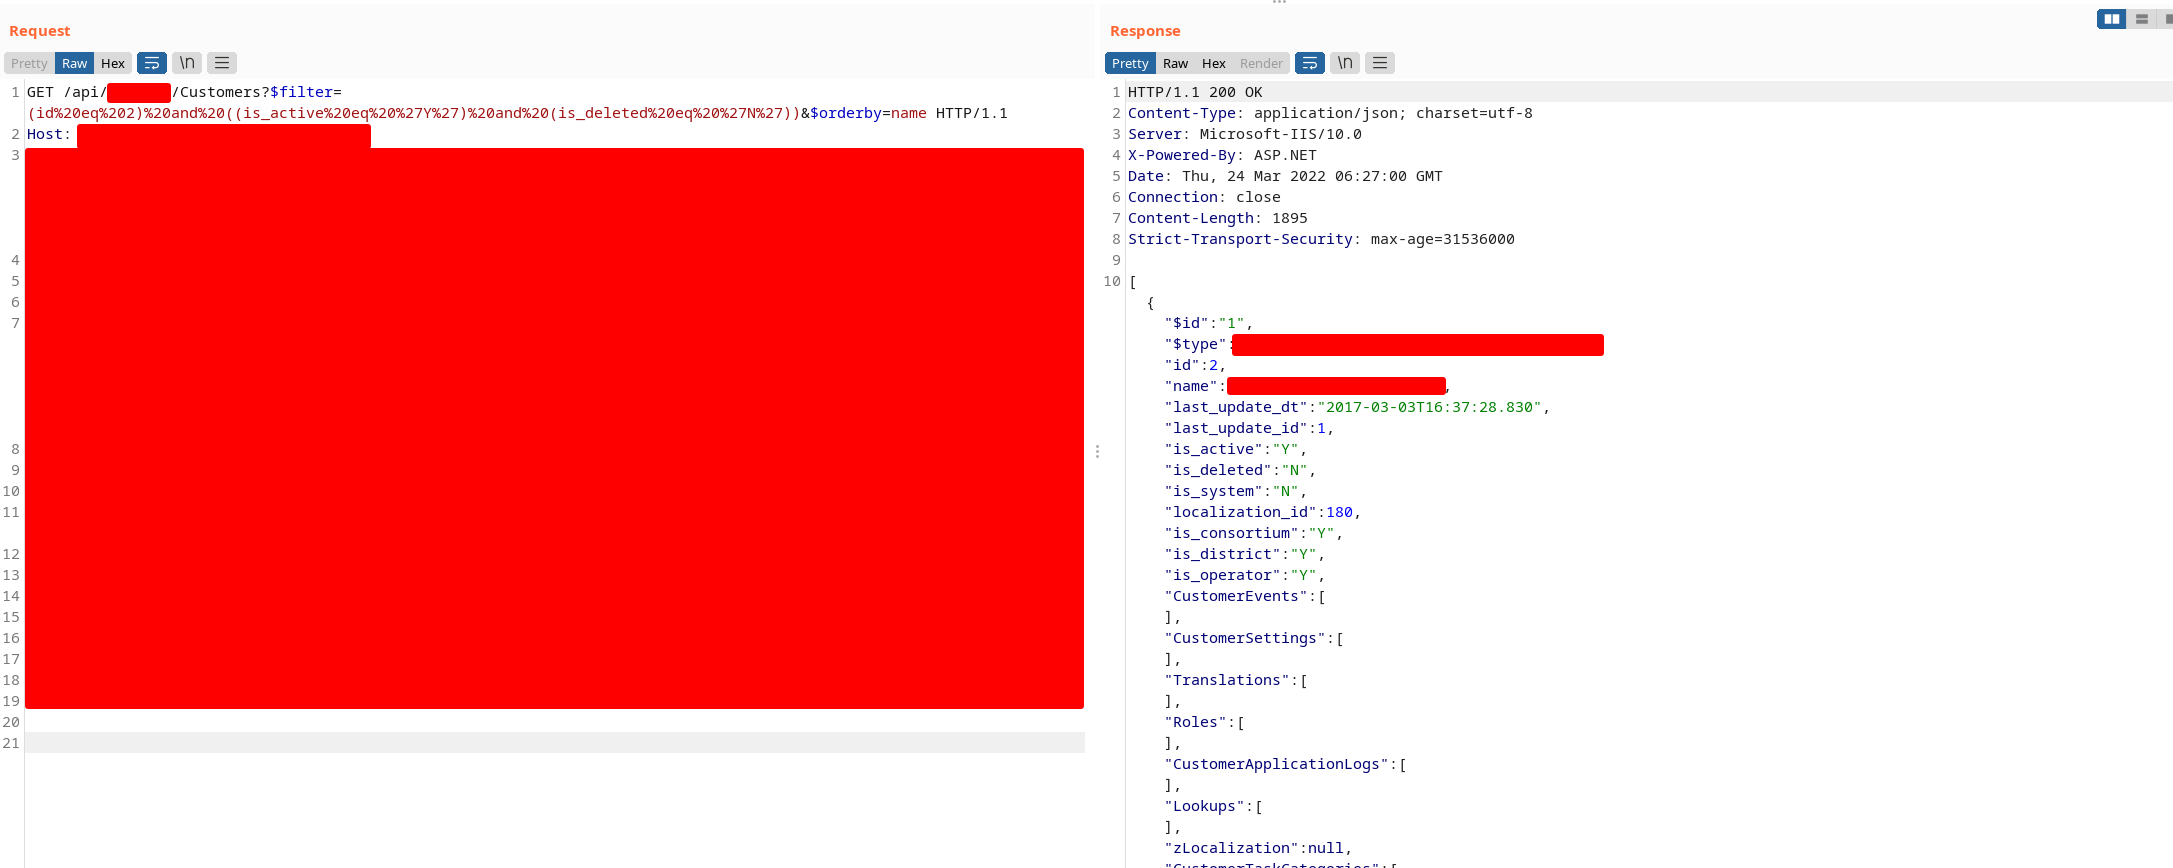 Request
Pretty Raw Hex \n
1 GET /api/ /Customers?$filter=
(id%20eq%202)%20and%20((is_active%20eq%20%27Y%27)%20and%20(is_deleted%20eq%20%27N%27))&$orderby=name HTTP/1.1
2 Host:
3
4
5
6
7
8
9
10
11
12
13
14
15
16
17
18
19
20
21
Response
Pretty Raw Hex Render \n
1 HTTP/1.1 200 OK
2 Content-Type: application/json; charset=utf-8
3 Server: Microsoft-IIS/10.0
4 X-Powered-By: ASP.NET
5 Date: Thu, 24 Mar 2022 06:27:00 GMT
6 Connection: close
7 Content-Length: 1895
8 Strict-Transport-Security: max-age=31536000
9
10 [
{
"$id":"1",
"$type":
"id":2,
"name": ,
"last_update_dt":"2017-03-03T16:37:28.830",
"last_update_id":1,
"is_active":"Y",
"is_deleted":"N",
"is_system":"N",
"localization_id":180,
"is_consortium":"Y",
"is_district":"Y",
"is_operator":"Y",
"CustomerEvents":[
],
"CustomerSettings":[
],
"Translations":[
],
"Roles":[
],
"CustomerApplicationLogs":[
],
"Lookups":[
],
"zLocalization":null,
"CustomerTaskCategories":[